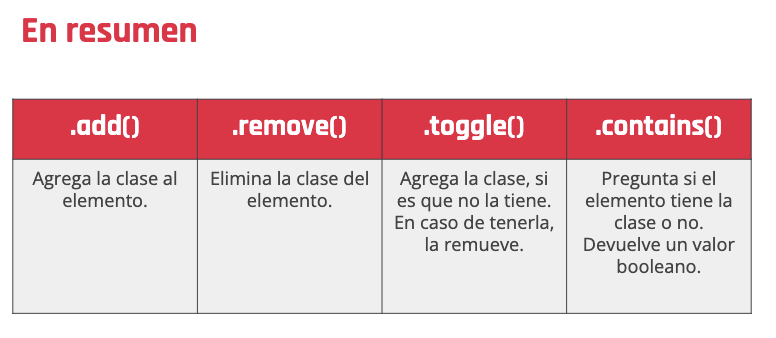 En resumen
.add()
.remove()
.toggle()
.contains()
Agrega la clase al
elemento.
Elimina la clase del
elemento.
Agrega la clase, si
es que no la tiene.
En caso de tenerla,
la remueve.
Pregunta si el
elemento tiene la
clase o no.
Devuelve un valor
booleano.